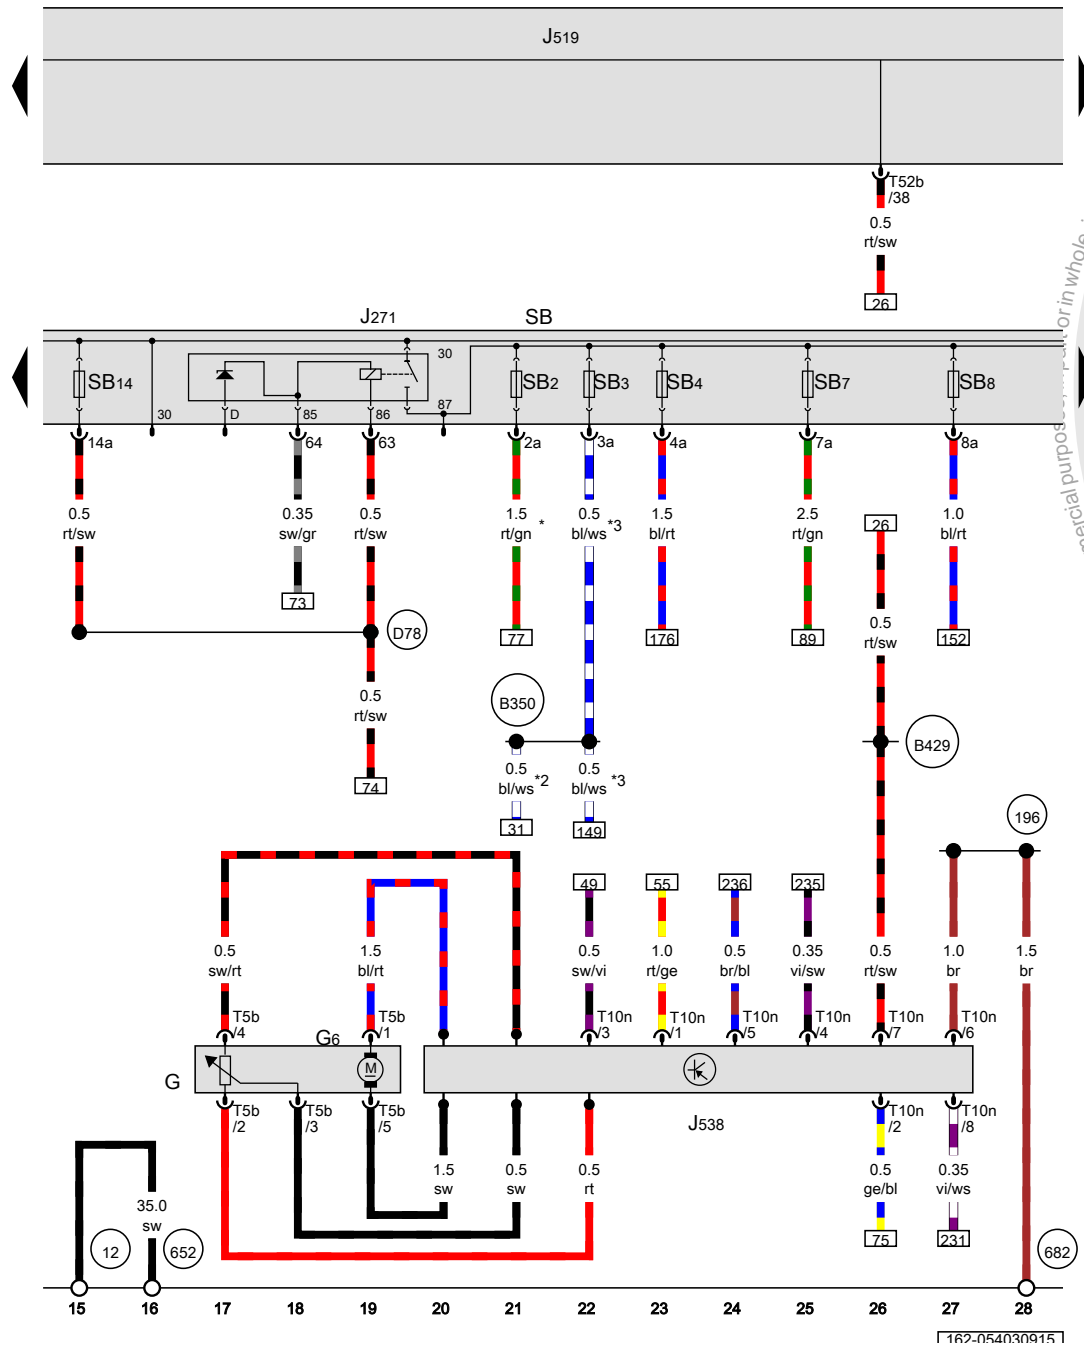 J519
T52b
/38
0.5
rt/sw
26
J271
SB
30
SB14
SB2
SB3
SB4
SB7
SB8
30
D
85
86
87
14a
64
63
2a
3a
4a
7a
8a
0.5
rt/sw
0.35
sw/gr
0.5
rt/sw
1.5
rt/gn *
0.5
bl/ws *3
1.5
bl/rt
2.5
rt/gn
26
1.0
bl/rt
73
D78
77
176
89
0.5
rt/sw
152
0.5
rt/sw
B350
B429
74
0.5
bl/ws *2
0.5
bl/ws *3
31
149
196
49
55
236
235
0.5
sw/rt
1.5
bl/rt
0.5
sw/vi
1.0
rt/ge
0.5
br/bl
0.35
vi/sw
0.5
rt/sw
1.0
br
1.5
br
T5b
/4
T5b
/1
T10n
/3
T10n
/1
T10n
/5
T10n
/4
T10n
/7
T10n
/6
G6
M
G
T5b
/2
T5b
/3
T5b
/5
J538
T10n
/2
T10n
/8
1.5
sw
0.5
sw
0.5
rt
0.5
ge/bl
0.35
vi/ws
35.0
sw
12
652
75
231
682
15 16 17 18 19 20 21 22 23 24 25 26 27 28
162-054030915
mercial purposes, in part or in whole,